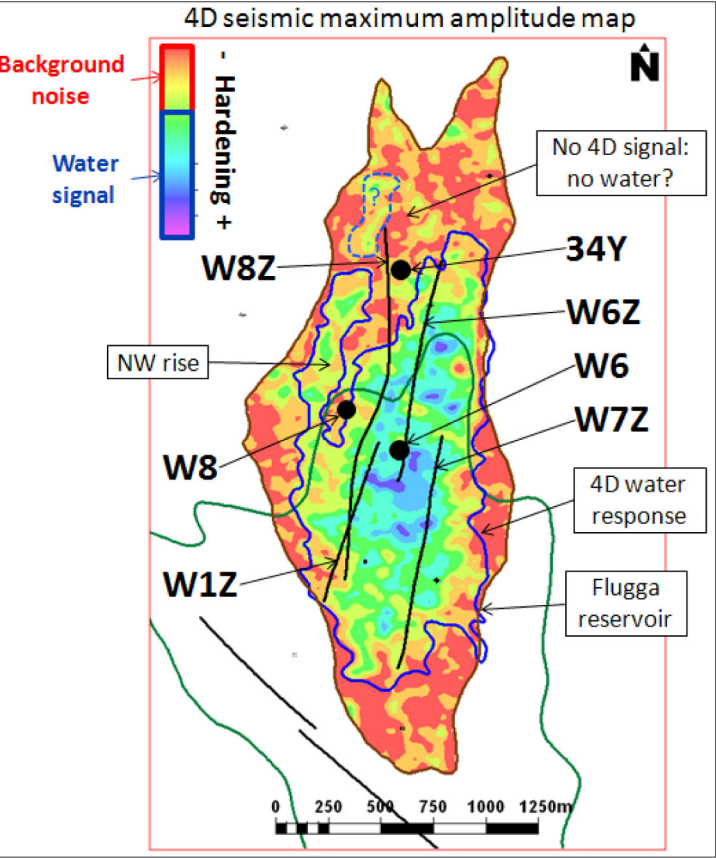 4D seismic maximum amplitude map
Background
noise
Water
signal
- Hardening +
N
No 4D signal:
no water?
?
W8Z
34Y
W6Z
NW rise
W6
W7Z
W8
4D water
response
W1Z
Flugga
reservoir
0 250 500 750 1000 1250m